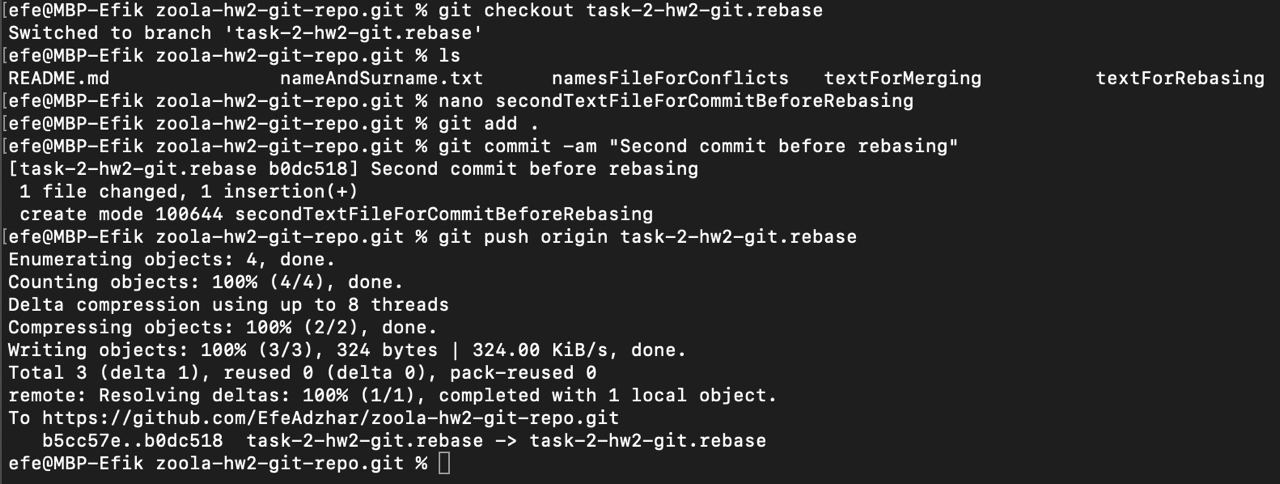 [efe@MBP-Efik zoola-hw2-git-repo.git % git checkout task-2-hw2-git.rebase
Switched to branch 'task-2-hw2-git.rebase'
[efe@MBP-Efik zoola-hw2-git-repo.git % ls
README.md nameAndSurname.txt namesFileForConflicts textForMerging textForRebasing
[efe@MBP-Efik zoola-hw2-git-repo.git % nano secondTextFileForCommitBeforeRebasing
[efe@MBP-Efik zoola-hw2-git-repo.git % git add .
[efe@MBP-Efik zoola-hw2-git-repo.git % git commit -am "Second commit before rebasing"
[task-2-hw2-git.rebase b0dc518] Second commit before rebasing
1 file changed, 1 insertion(+)
create mode 100644 secondTextFileForCommitBeforeRebasing
[efe@MBP-Efik zoola-hw2-git-repo.git % git push origin task-2-hw2-git.rebase
Enumerating objects: 4, done.
Counting objects: 100% (4/4), done.
Delta compression using up to 8 threads
Compressing objects: 100% (2/2), done.
Writing objects: 100% (3/3), 324 bytes | 324.00 KiB/s, done.
Total 3 (delta 1), reused 0 (delta 0), pack-reused 0
remote: Resolving deltas: 100% (1/1), completed with 1 local object.
To https://github.com/EfeAdzhar/zoola-hw2-git-repo.git
b5cc57e..b0dc518 task-2-hw2-git.rebase -> task-2-hw2-git.rebase
efe@MBP-Efik zoola-hw2-git-repo.git %